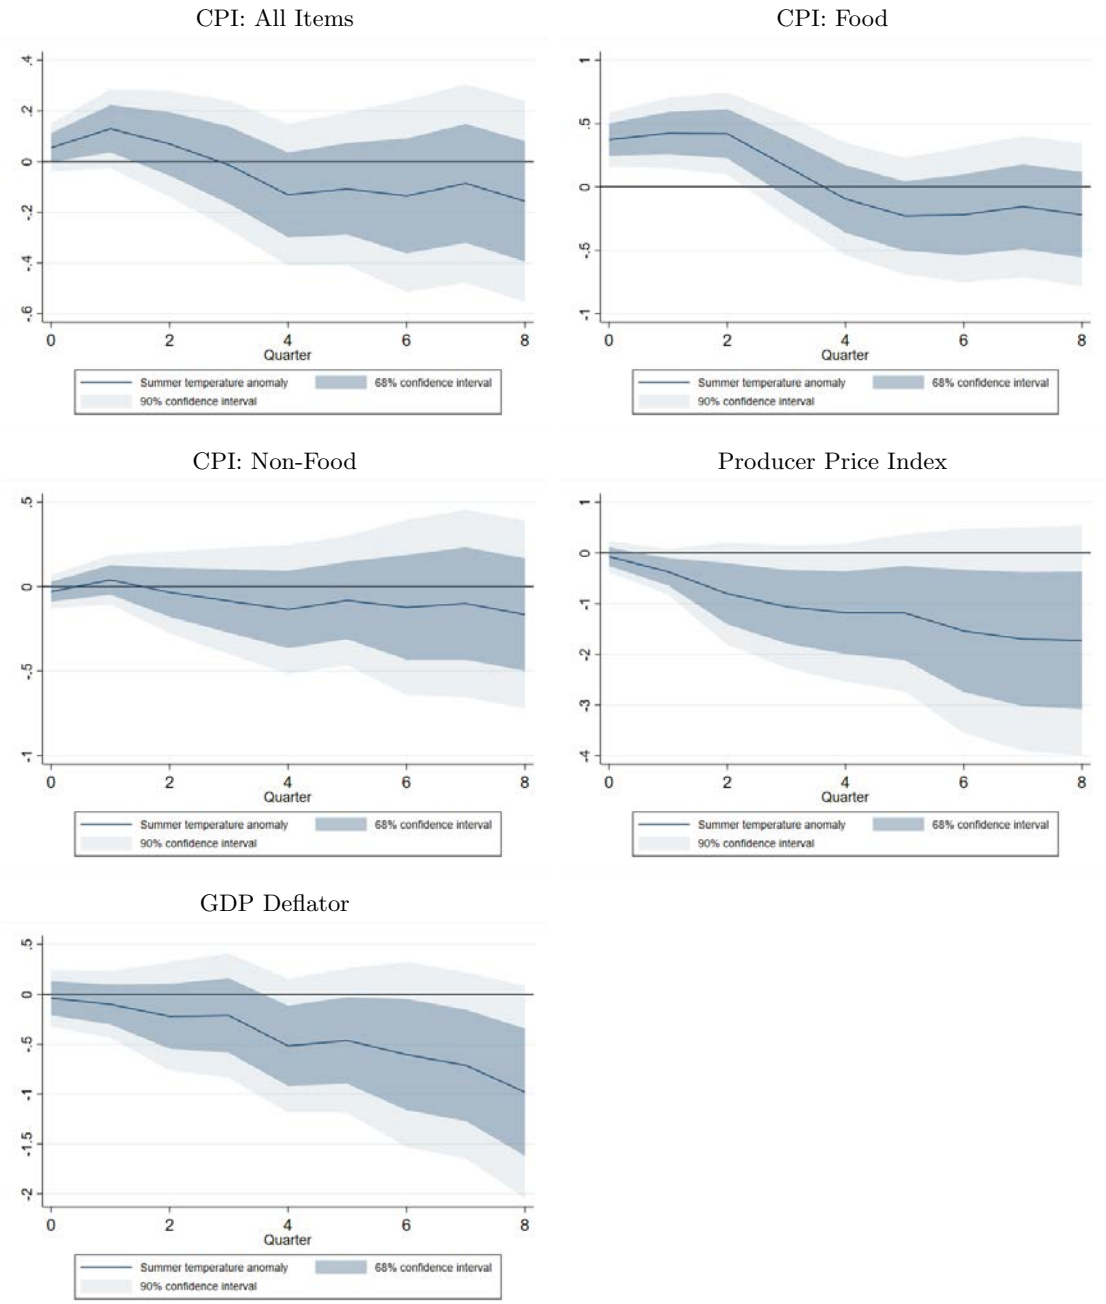 CPI: All Items
.4
.2
0
-.2
-.4
-.6
0 2 4 6 8
Quarter
Summer temperature anomaly 68% confidence interval
90% confidence interval
CPI: Food
1
.5
0
-.5
-1
0 2 4 6 8
Quarter
Summer temperature anomaly 68% confidence interval
90% confidence interval
CPI: Non-Food
.5
0
-.5
-1
0 2 4 6 8
Quarter
Summer temperature anomaly 68% confidence interval
90% confidence interval
Producer Price Index
1
0
-1
-2
-3
-4
0 2 4 6 8
Quarter
Summer temperature anomaly 68% confidence interval
90% confidence interval
GDP Deflator
.5
0
-.5
-1
-1.5
-2
0 2 4 6 8
Quarter
Summer temperature anomaly 68% confidence interval
90% confidence interval